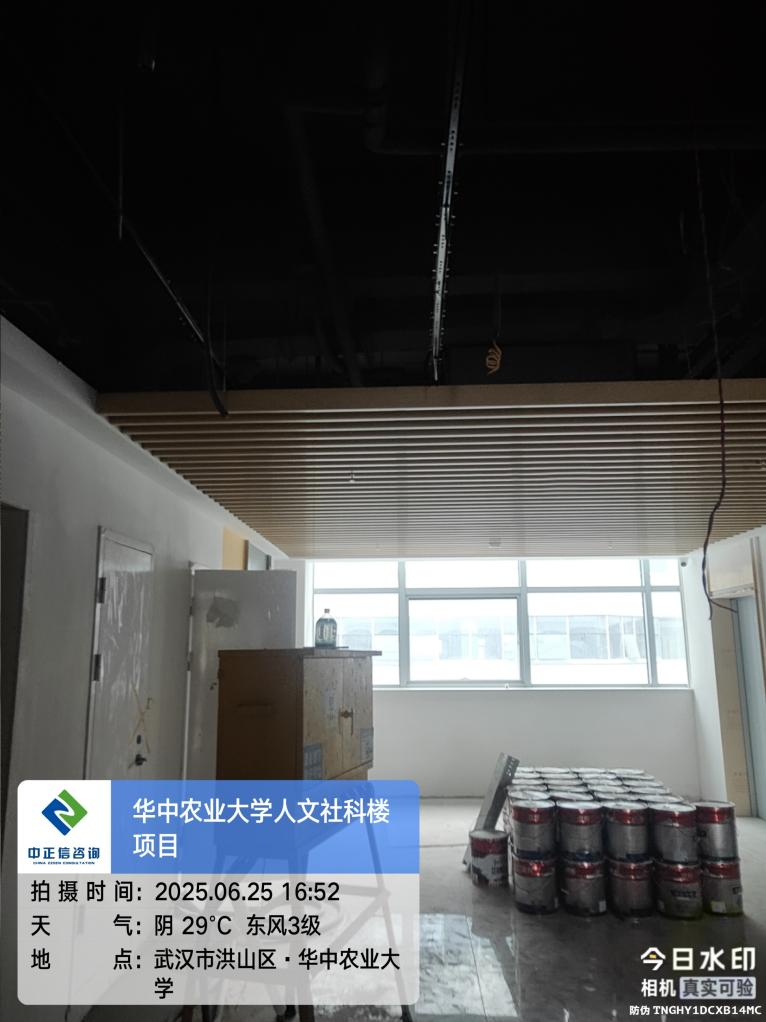 中正信咨询
CHINA ZZXIN CONSULTATION
华中农业大学人文社科楼
项目
拍摄时间：2025.06.25 16:52
天气：阴 29℃ 东风3级
地点：武汉市洪山区·华中农业大
学
今日水印
相机 真实可验
防伪 TNGHY1DCXB14MC